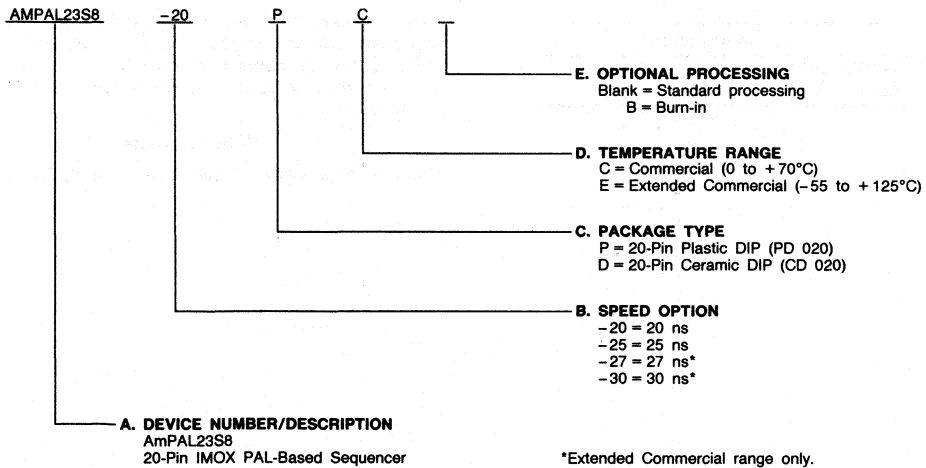 AMPAL23S8 -20 P C _
E. OPTIONAL PROCESSING
Blank = Standard processing
B = Burn-in
D. TEMPERATURE RANGE
C = Commercial (0 to +70°C)
E = Extended Commercial (-55 to +125°C)
C. PACKAGE TYPE
P = 20-Pin Plastic DIP (PD 020)
D = 20-Pin Ceramic DIP (CD 020)
B. SPEED OPTION
-20 = 20 ns
-25 = 25 ns
-27 = 27 ns*
-30 = 30 ns*
A. DEVICE NUMBER/DESCRIPTION
AmPAL23S8
20-Pin IMOX PAL-Based Sequencer
*Extended Commercial range only.